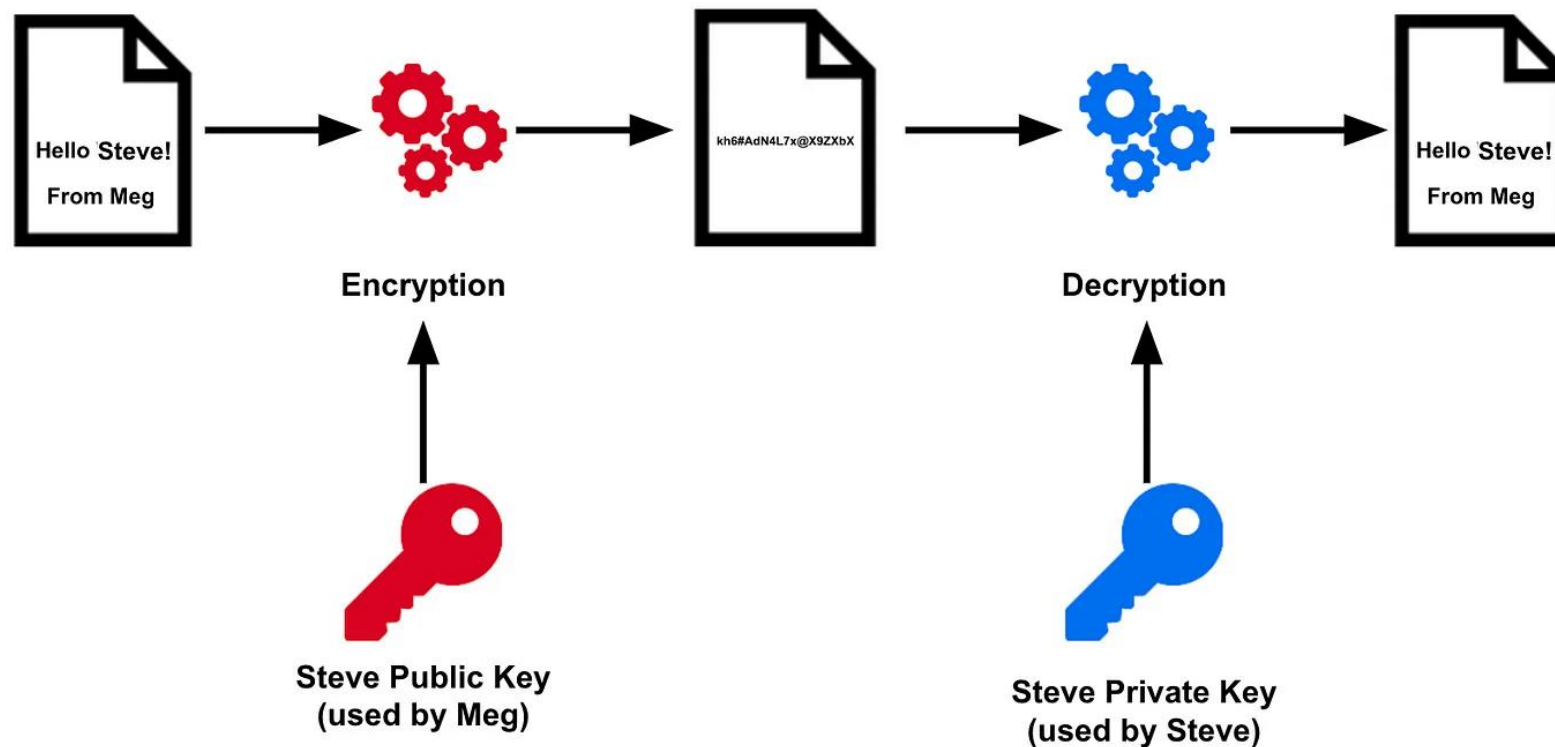 Hello Steve!
From Meg
kh6#AdN4L7x@X9ZXbX
Hello Steve!
From Meg
Encryption
Decryption
Steve Public Key
(used by Meg)
Steve Private Key
(used by Steve)